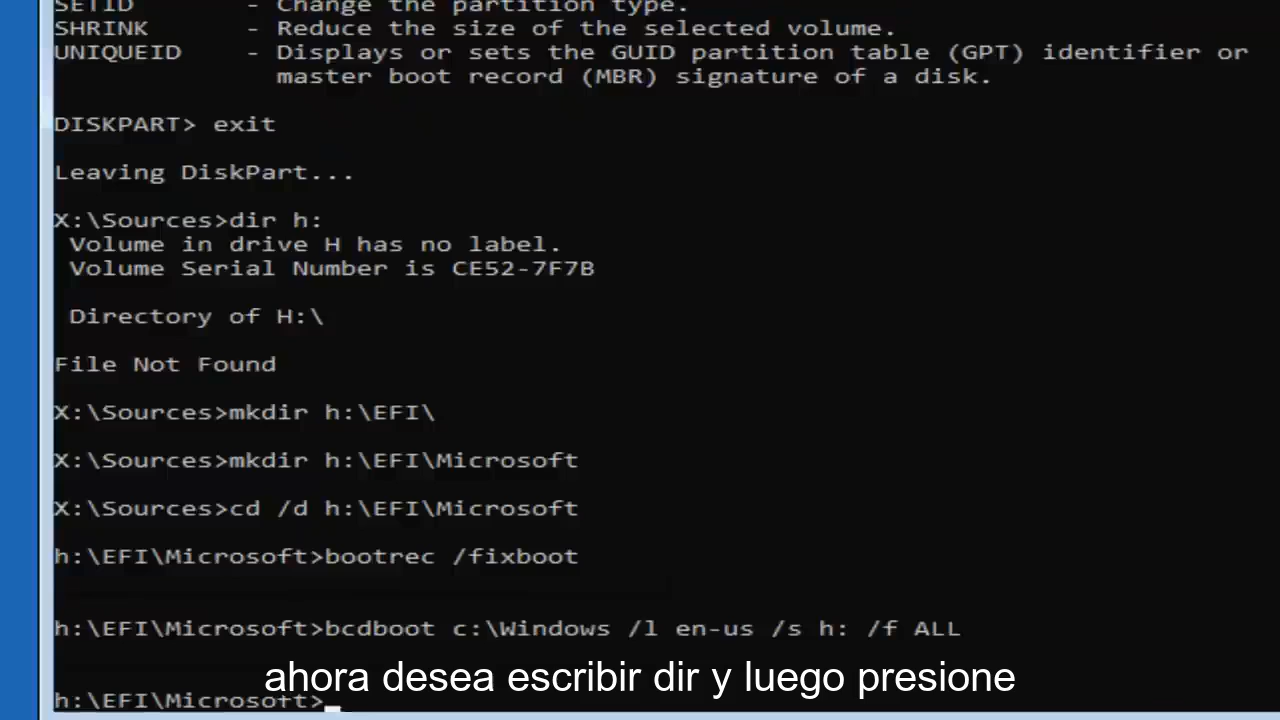 SETID - Change the partition type.
SHRINK - Reduce the size of the selected volume.
UNIQUEID - Displays or sets the GUID partition table (GPT) identifier or
master boot record (MBR) signature of a disk.
DISKPART> exit
Leaving DiskPart...
X:\Sources>dir h:
Volume in drive H has no label.
Volume Serial Number is CE52-7F7B
Directory of H:\
File Not Found
X:\Sources>mkdir h:\EFI\
X:\Sources>mkdir h:\EFI\Microsoft
X:\Sources>cd /d h:\EFI\Microsoft
h:\EFI\Microsoft>bootrec /fixboot
h:\EFI\Microsoft>bcdboot c:\Windows /l en-us /s h: /f ALL
ahora desea escribir dir y luego presione
h:\EFI\Microsoft>